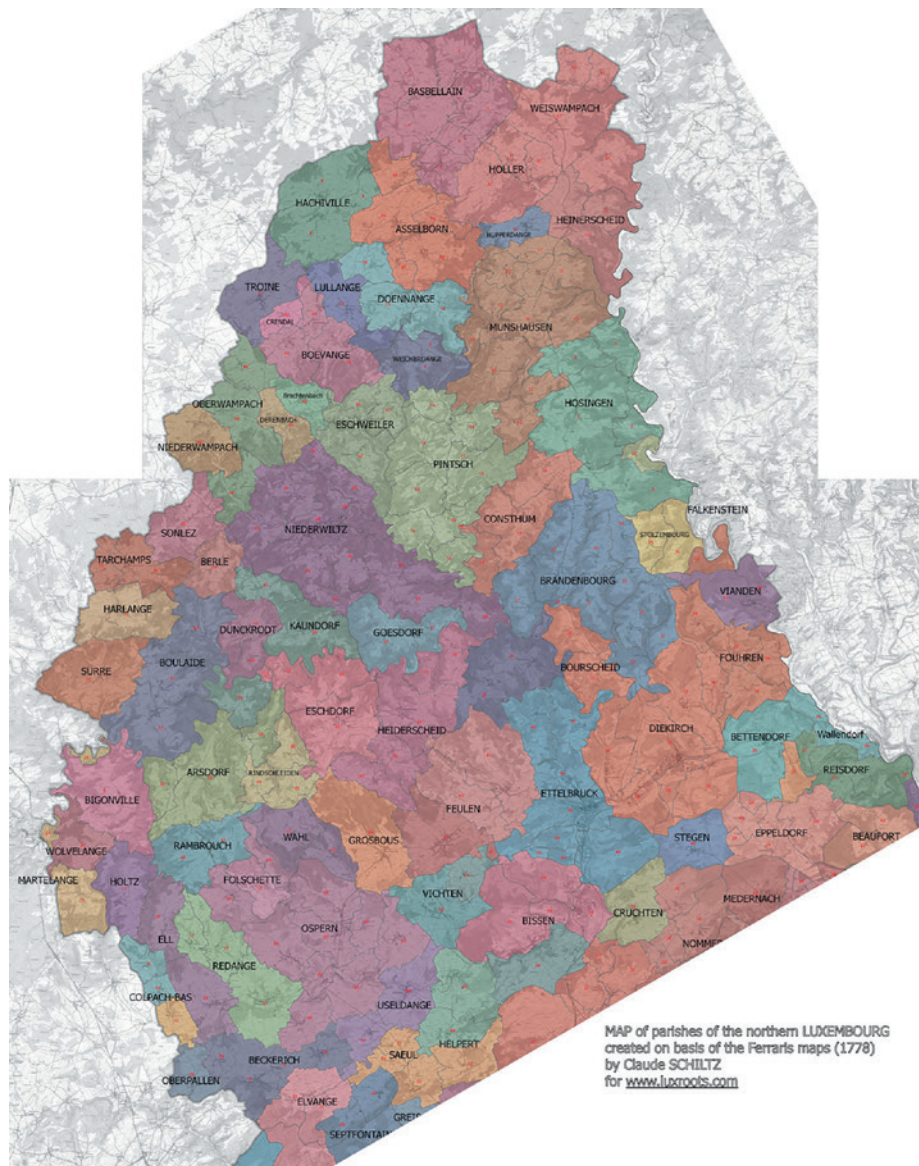 BASBELLAIN
WEISWAMPACH
HOLLER
HACHIVILLE
ASSELBORN
HEINERSCHEID
HUPPERDANGE
TROINE
LULLANGE
DOENNANGE
CRENDAL
MUNSHAUSEN
BOEVANGE
WEICHERDANGE
OBERWAMPACH
Brachtenbach
HOSINGEN
DERENBACH
ESCHWEILER
NIEDERWAMPACH
PINTSCH
FALKENSTEIN
SONLEZ
NIEDERWILTZ
CONSTHUM
STOLZEMBOURG
TARCHAMPS
BERLE
BRANDENBOURG
VIANDEN
HARLANGE
DUNCKRODT
KAUNDORF
GOESDORF
SURRE
BOULAIDE
BOURSCHEID
FOUHREN
ESCHDORF
HEIDERSCHEID
DIEKIRCH
BETTENDORF
Wallendorf
ARSDORF
REISDORF
BIGONVILLE
ETTELBRUCK
FEULEN
WAHL
GROSBOUS
STEGEN
EPPELDORF
BEAUFORT
WOLVELANGE
RAMBROUCH
MARTELANGE
HOLTZ
FOLSCHETTE
VICHTEN
MEDERNACH
CRUCHTEN
BISSEN
OSPERN
ELL
NOMMER
REDANGE
COLPACH-BAS
USELDANGE
HELPERT
SAEUL
BECKERICH
OBERPALLEN
ELVANGE
GREIS
SEPTFONTAIN
MAP of parishes of the northern LUXEMBOURG
created on basis of the Ferraris maps (1778)
by Claude SCHILTZ
for www.luxroots.com